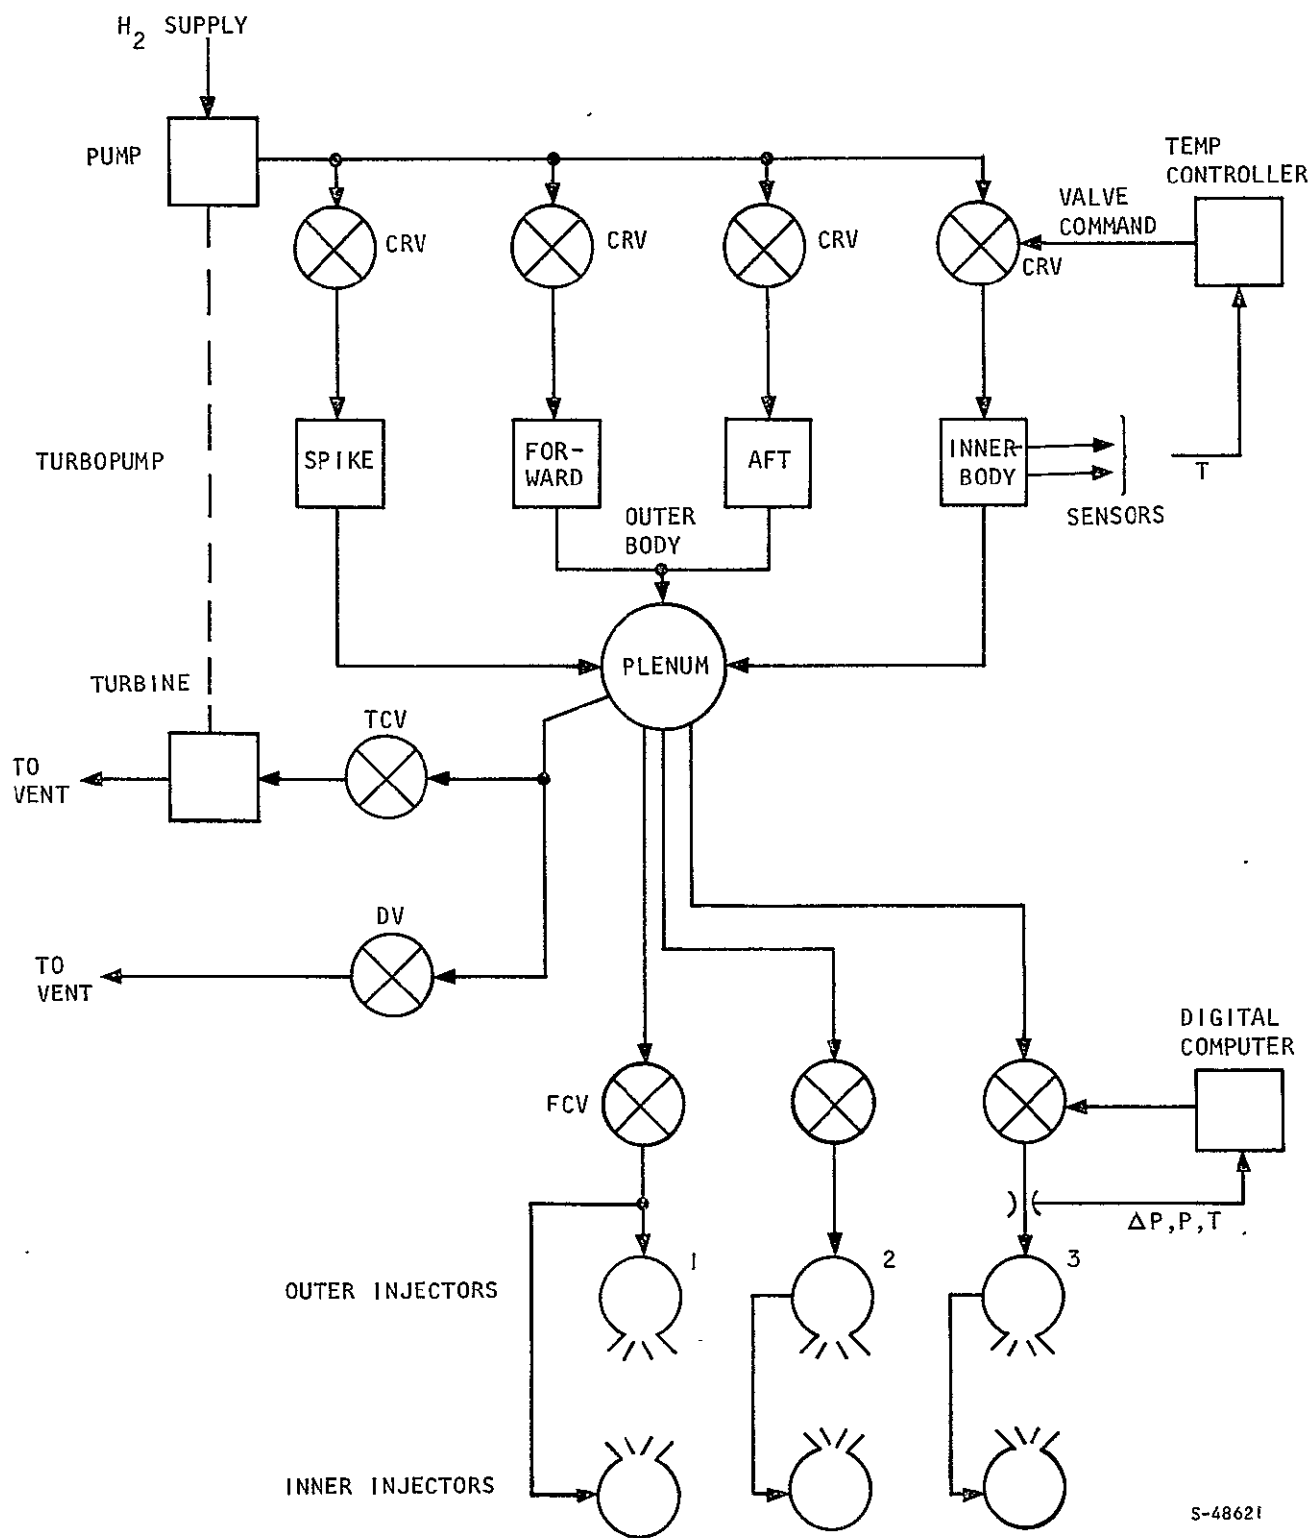 H2 SUPPLY
PUMP
TEMP
CONTROLLER
VALVE
COMMAND
CRV
CRV
CRV
CRV
TURBOPUMP
SPIKE
FOR-
WARD
AFT
INNER-
BODY
T
SENSORS
OUTER
BODY
PLENUM
TURBINE
TCV
TO
VENT
DV
TO
VENT
DIGITAL
COMPUTER
FCV
ΔP,P,T
1
2
3
OUTER INJECTORS
INNER INJECTORS
S-48621